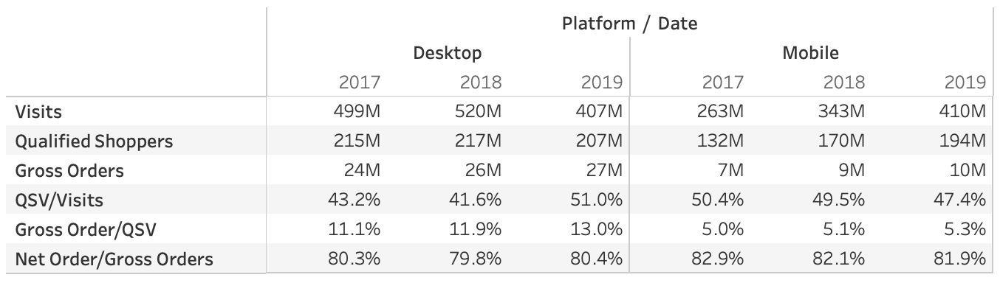 Platform / Date
Desktop Mobile
2017 2018 2019 2017 2018 2019
Visits 499M 520M 407M 263M 343M 410M
Qualified Shoppers 215M 217M 207M 132M 170M 194M
Gross Orders 24M 26M 27M 7M 9M 10M
QSV/Visits 43.2% 41.6% 51.0% 50.4% 49.5% 47.4%
Gross Order/QSV 11.1% 11.9% 13.0% 5.0% 5.1% 5.3%
Net Order/Gross Orders 80.3% 79.8% 80.4% 82.9% 82.1% 81.9%